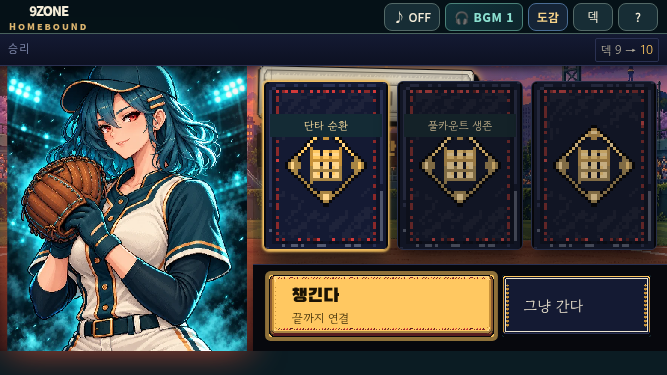 9ZONE
HOMEBOUND
♪ OFF
🎧 BGM 1
도감
덱
?
승리
덱 9 → 10
단타 순환
풀카운트 생존
챙긴다
끝까지 연결
그냥 간다